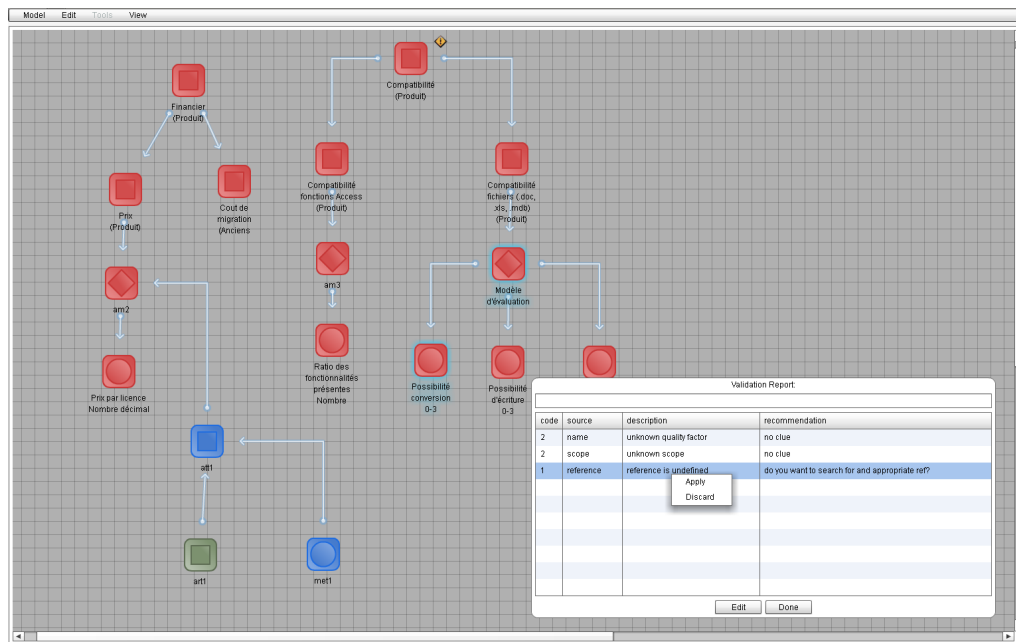 Model Edit Tools View
Compatibilité
(Produit)
Financier
(Produit)
Compatibilité
fonctions Access
(Produit)
Compatibilité
fichiers (.doc,
.xls, .mdb)
(Produit)
Prix
(Produit)
Cout de
migration
(Anciens
am2
am3
Modèle
d'évaluation
Prix par licence
Nombre décimal
Ratio des
fonctionnalités
présentes
Nombre
Possibilité
conversion
0-3
Possibilité
d'écriture
0-3
att1
art1
met1
Validation Report:
code source description recommendation
2 name unknown quality factor no clue
2 scope unknown scope no clue
1 reference reference is undefined do you want to search for and appropriate ref?
Apply
Discard
Edit Done